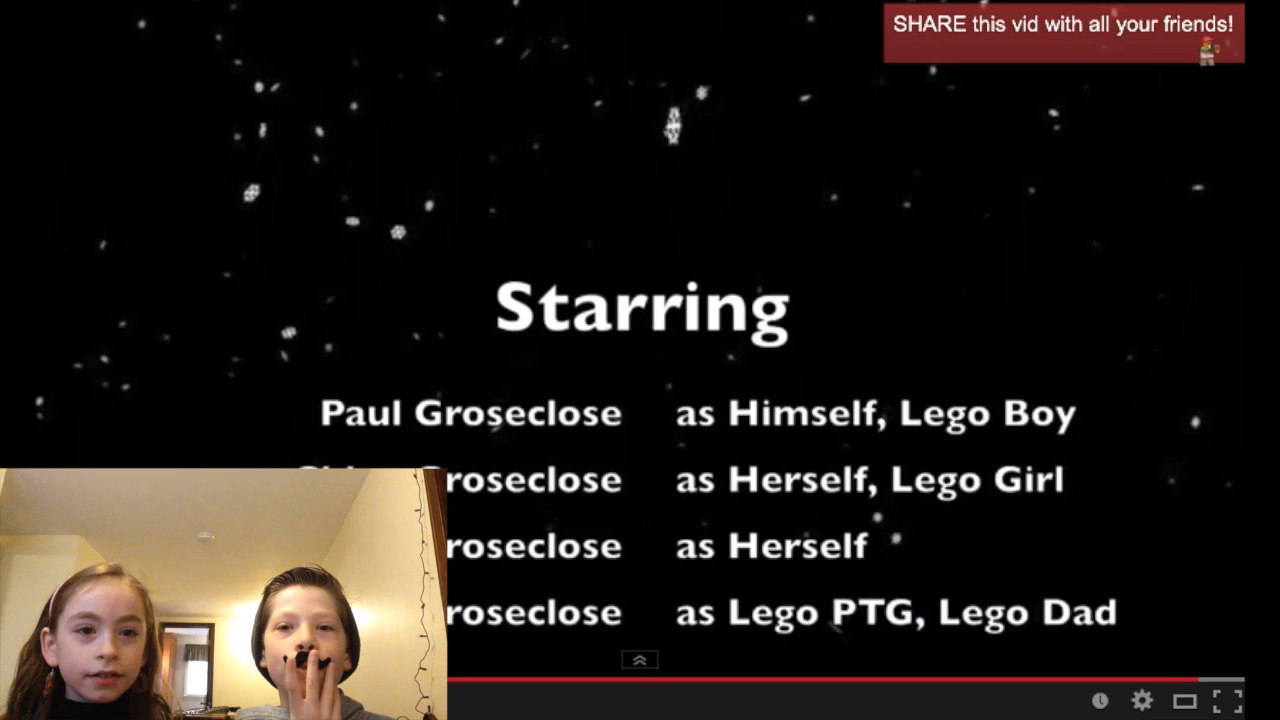 SHARE this vid with all your friends!
Starring
Paul Groseclose as Himself, Lego Boy
roseclose as Herself, Lego Girl
roseclose as Herself
roseclose as Lego PTG, Lego Dad